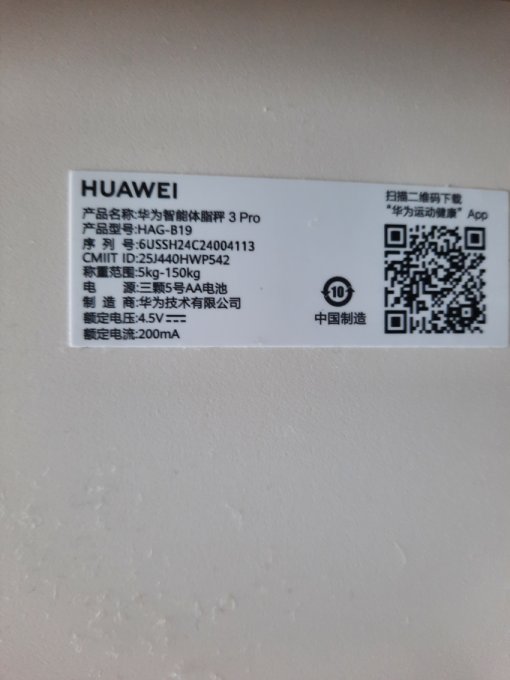 HUAWEI
产品名称:华为智能体脂秤 3 Pro
产品型号:HAG-B19
序 列 号:6USSH24C24004113
CMIIT ID:25J440HWP542
称重范围:5kg-150kg
电 源:三颗5号AA电池
制 造 商:华为技术有限公司
额定电压:4.5V
额定电流:200mA
10
中国制造
扫描二维码下载
“华为运动健康” App